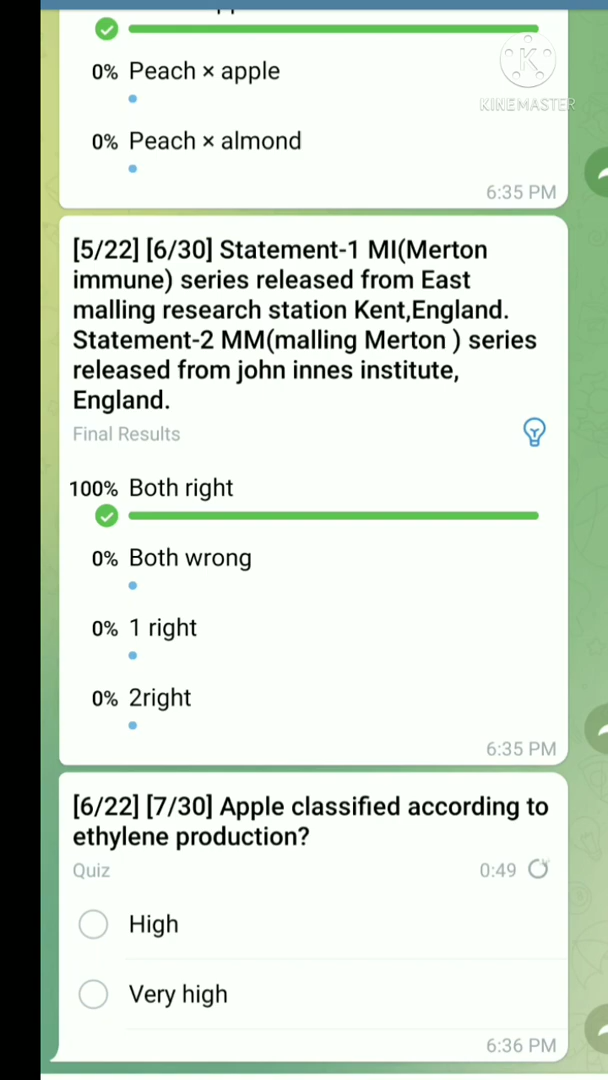 0% Peach × apple
KINEMASTER
0% Peach × almond
6:35 PM
[5/22] [6/30] Statement-1 MI(Merton
immune) series released from East
malling research station Kent,England.
Statement-2 MM(malling Merton ) series
released from john innes institute,
England.
Final Results
100% Both right
0% Both wrong
0% 1 right
0% 2right
6:35 PM
[6/22] [7/30] Apple classified according to
ethylene production?
Quiz 0:49
High
Very high
6:36 PM